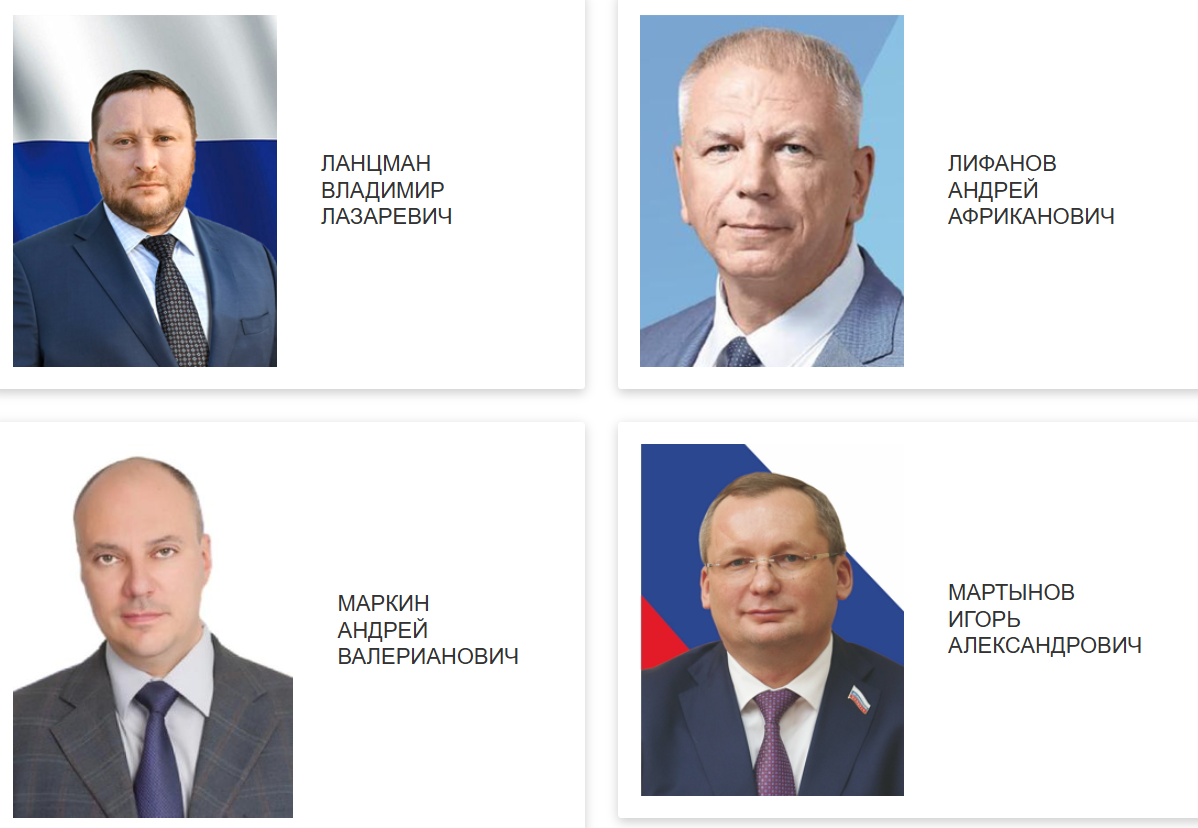 ЛАНЦМАН
ВЛАДИМИР
ЛАЗАРЕВИЧ
ЛИФАНОВ
АНДРЕЙ
АФРИКАНОВИЧ
МАРКИН
АНДРЕЙ
ВАЛЕРИАНОВИЧ
МАРТЫНОВ
ИГОРЬ
АЛЕКСАНДРОВИЧ